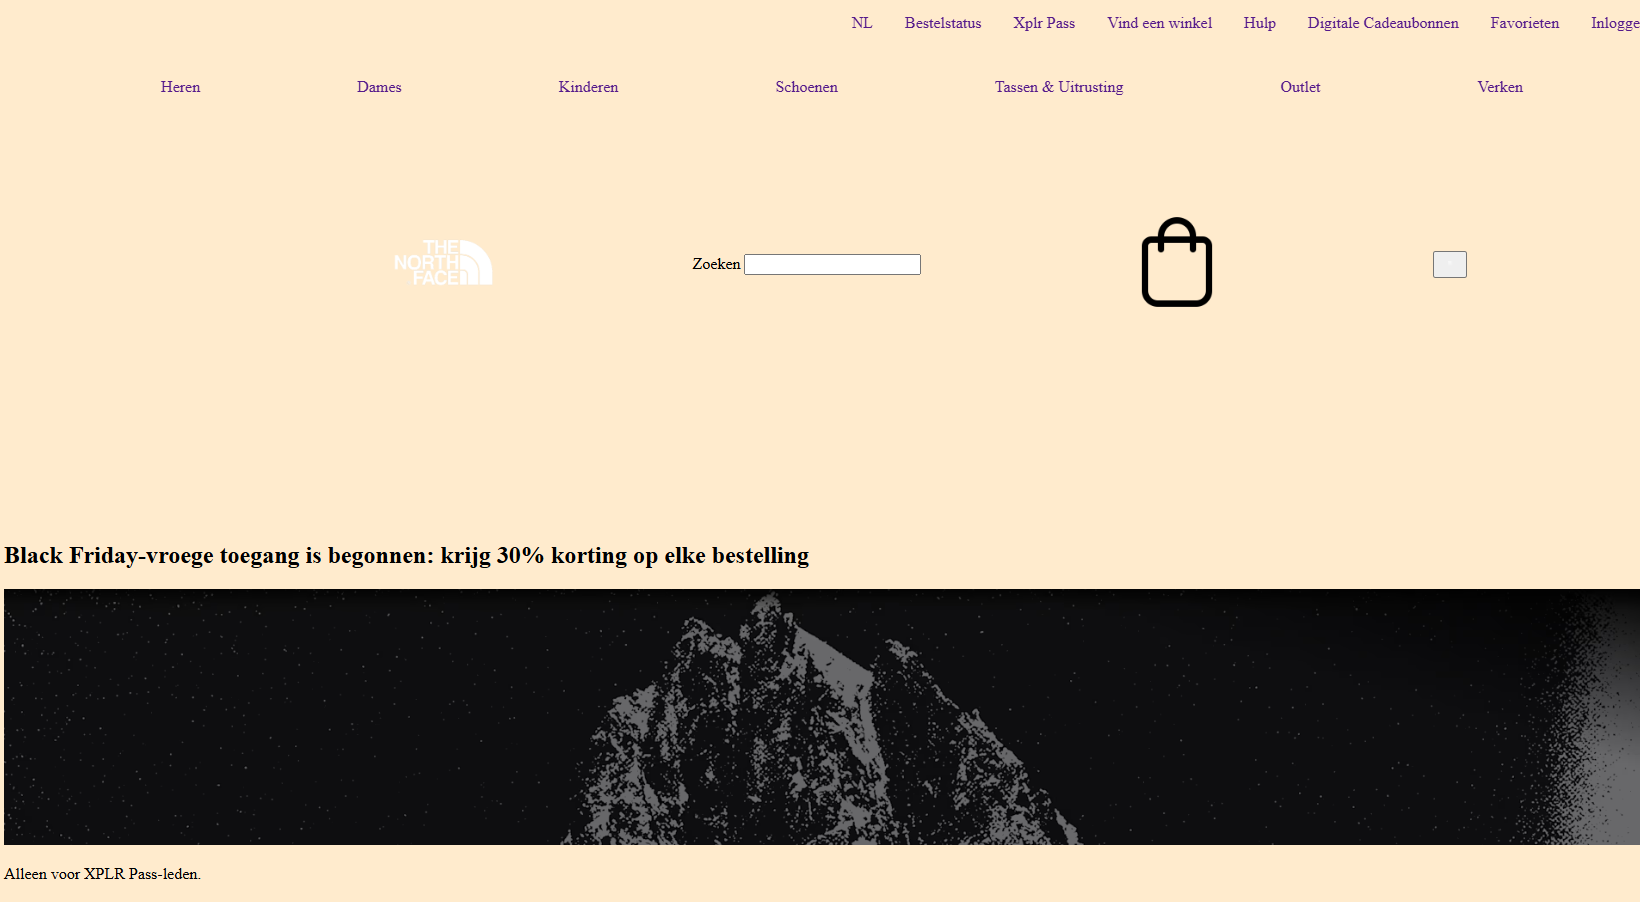 NL Bestelstatus Xplr Pass Vind een winkel Hulp Digitale Cadeaubonnen Favorieten Inlogge
Heren Dames Kinderen Schoenen Tassen & Uitrusting Outlet Verken
THE
NORTH
FACE
Zoeken
Black Friday-vroege toegang is begonnen: krijg 30% korting op elke bestelling
Alleen voor XPLR Pass-leden.